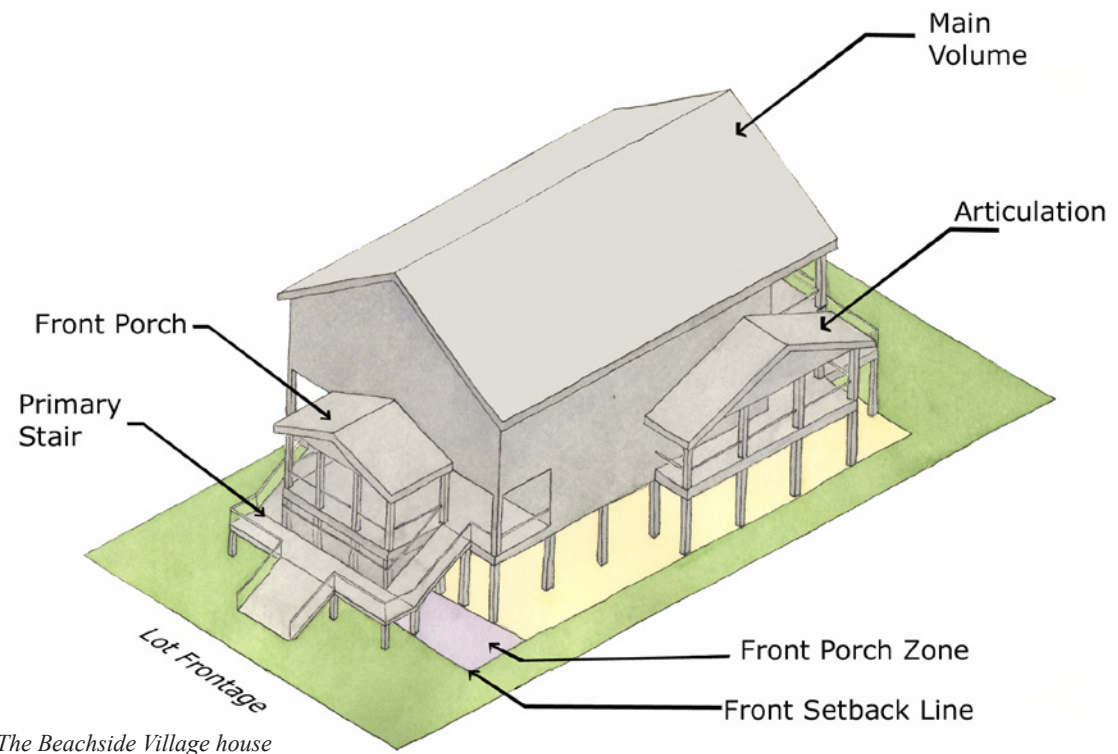 Main
Volume
Articulation
Front Porch
Primary
Stair
Front Porch Zone
Front Setback Line
Lot Frontage
The Beachside Village house